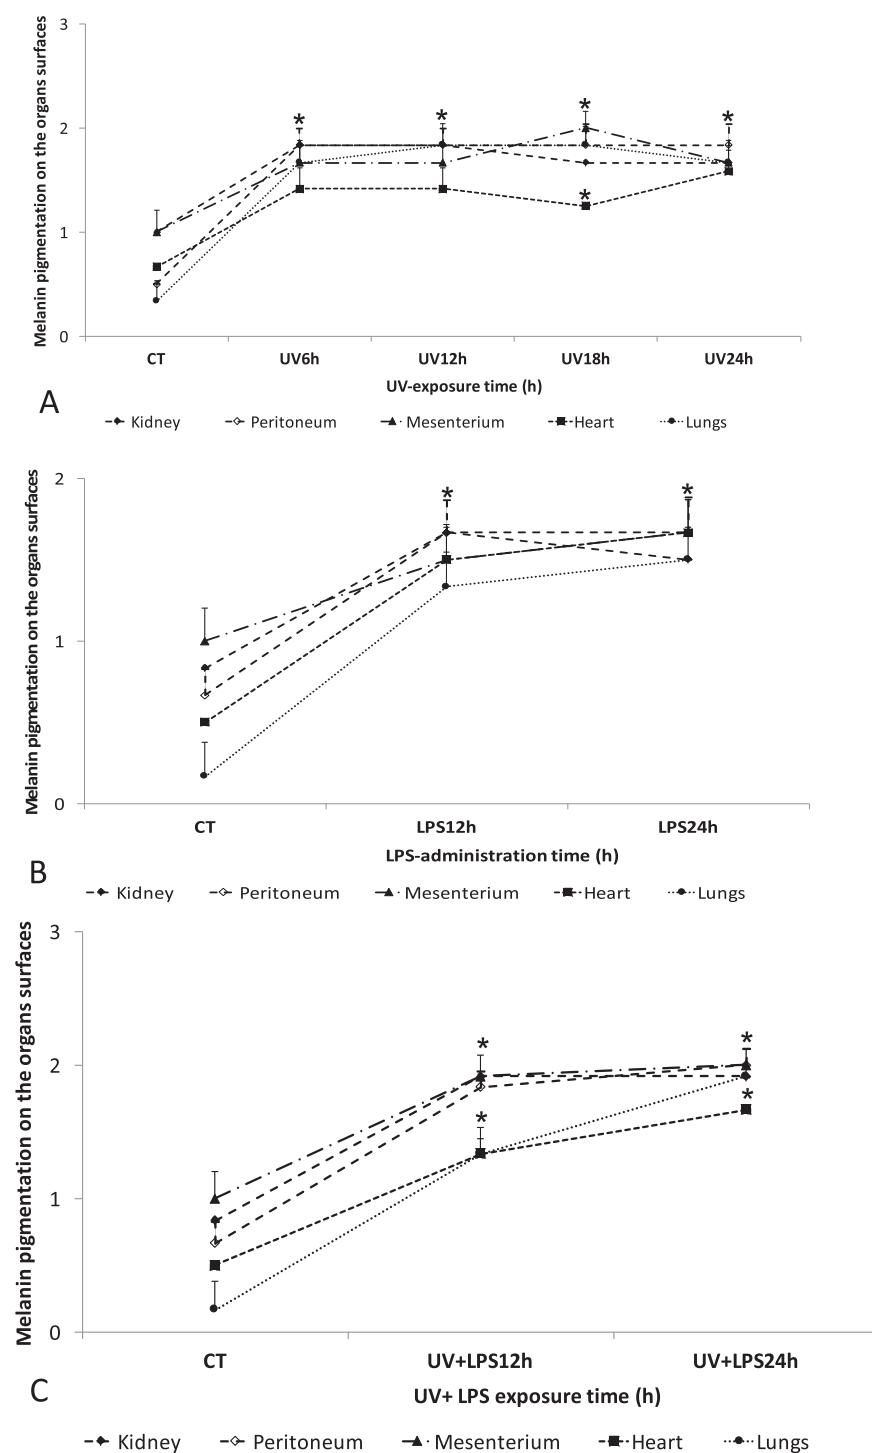 3
2
1
0
Melanin pigmentation on the organs surfaces
* * * *
*
CT UV6h UV12h UV18h UV24h
UV-exposure time (h)
A
Kidney Peritoneum Mesenterium Heart Lungs
2
1
0
Melanin pigmentation on the organs surfaces
* *
CT LPS12h LPS24h
LPS-administration time (h)
B
Kidney Peritoneum Mesenterium Heart Lungs
3
2
1
0
Melanin pigmentation on the organs surfaces
* *
* *
CT UV+LPS12h UV+LPS24h
UV+ LPS exposure time (h)
C
Kidney Peritoneum Mesenterium Heart Lungs